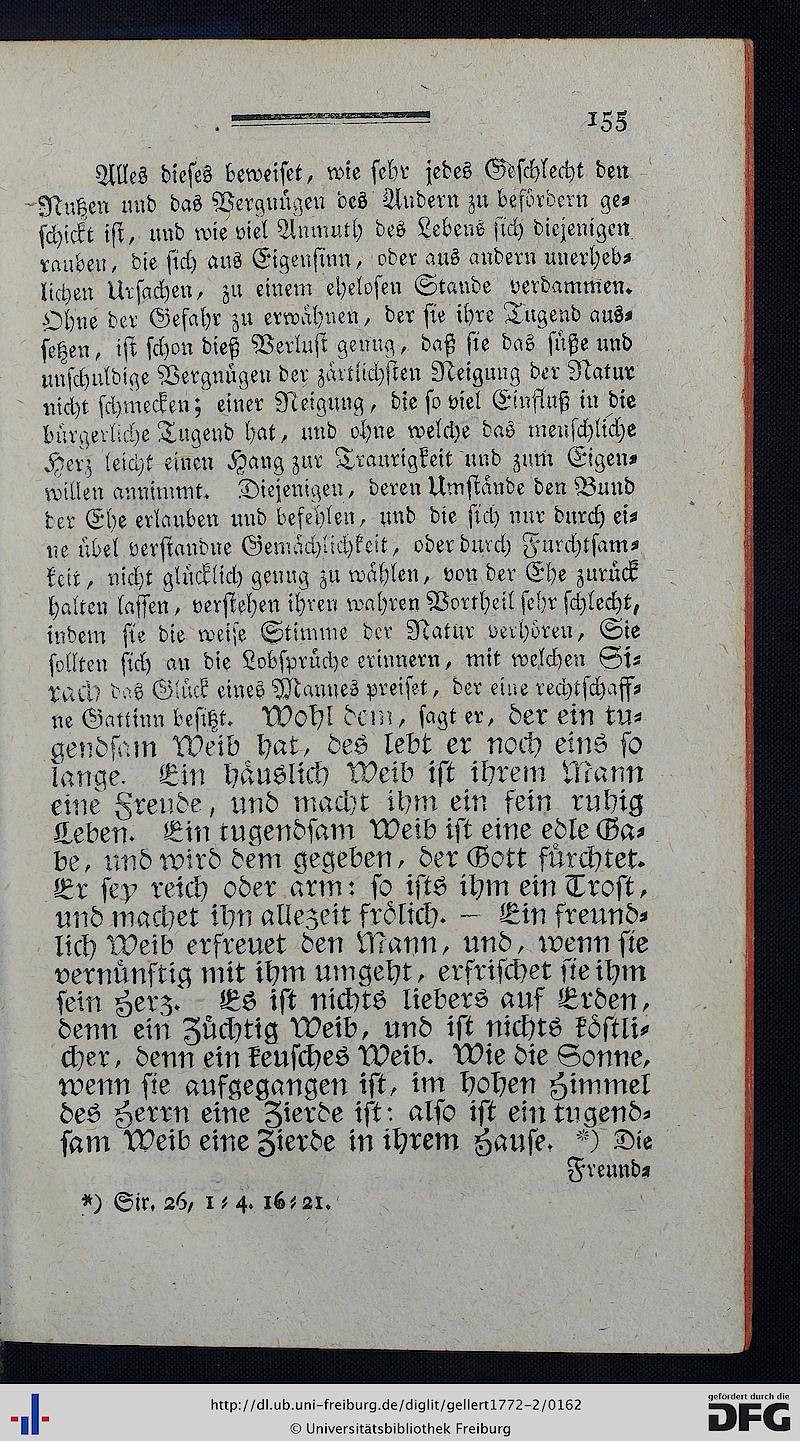 155
Alles dieses beweiset, wie sehr jedes Geschlecht den
Nutzen und das Vergnügen des Andern zu befördern ge-
schickt ist, und wie viel Anmuth des Lebens sich diejenigen
rauben, die sich aus Eigensinn, oder aus andern unerheb-
lichen Ursachen, zu einem ehelosen Stande verdammen.
Ohne der Gefahr zu erwähnen, der sie ihre Tugend aus-
setzen, ist schon dieß Verlust genug, daß sie das süße und
unschuldige Vergnügen der zärtlichsten Neigung der Natur
nicht schmecken; einer Neigung, die so viel Einfluß in die
bürgerliche Tugend hat, und ohne welche das menschliche
Herz leicht einen Hang zur Traurigkeit und zum Eigen-
willen annimmt. Diejenigen, deren Umstände den Bund
der Ehe erlauben und befehlen, und die sich nur durch ei-
ne übel verstandne Gemächlichkeit, oder durch Furchtsam-
keit, nicht glücklich genug zu wählen, von der Ehe zurück
halten lassen, verstehen ihren wahren Vortheil sehr schlecht,
indem sie die weise Stimme der Natur verhören, Sie
sollten sich an die Lobsprüche erinnern, mit welchen Si-
rach das Glück eines Mannes preiset, der eine rechtschaff-
ne Gattinn besitzt. Wohl dem, sagt er, der ein tu-
gendsam Weib hat, des lebt er noch eins so
lange. Ein häuslich Weib ist ihrem Mann
eine Freude, und macht ihm ein fein ruhig
Leben. Ein tugendsam Weib ist eine edle Ga-
be, und wird dem gegeben, der Gott fürchtet.
Er sey reich oder arm: so ists ihm ein Trost,
und machet ihn allezeit frölich. — Ein freund-
lich Weib erfreuet den Mann, und, wenn sie
vernünftig mit ihm umgeht, erfrischet sie ihm
sein Herz. Es ist nichts liebers auf Erden,
denn ein Züchtig Weib, und ist nichts köstli-
cher, denn ein keusches Weib. Wie die Sonne,
wenn sie aufgegangen ist, im hohen Himmel
des Herrn eine Zierde ist: also ist ein tugend-
sam Weib eine Zierde in ihrem Hause. *) Die
Freund-
*) Sir. 26, 1-4. 16-21.
http://dl.ub.uni-freiburg.de/diglit/gellert1772-2/0162
© Universitätsbibliothek Freiburg
gefördert durch die
DFG